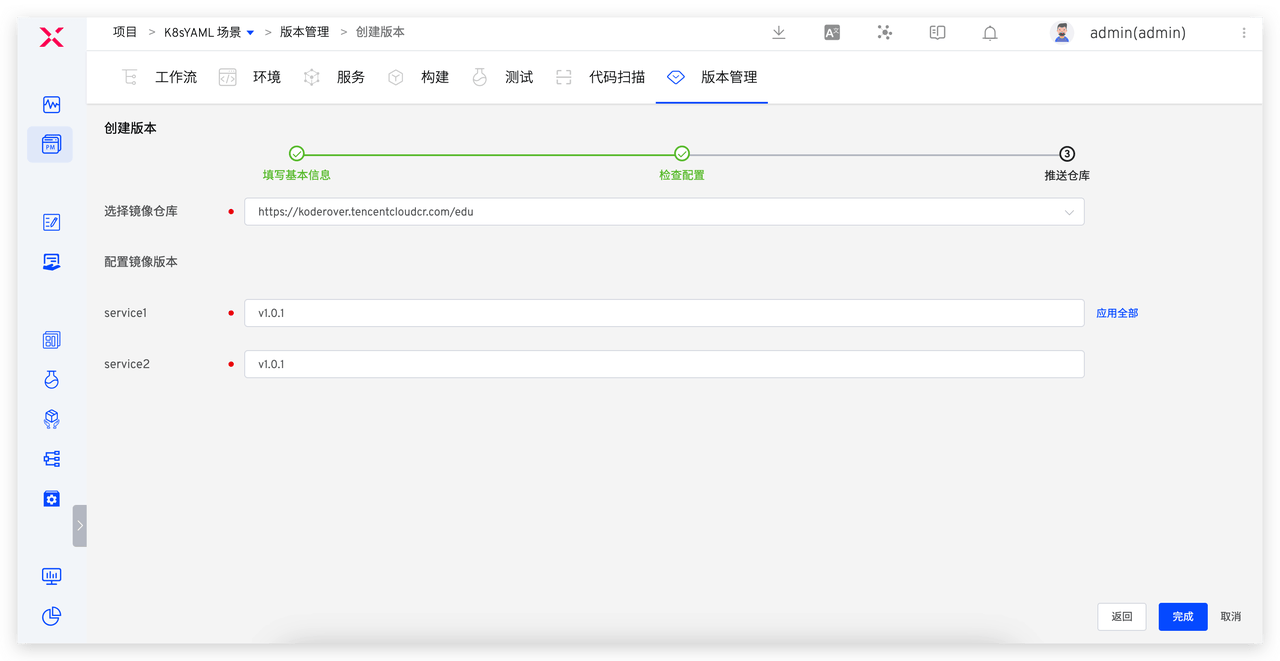 项目 > K8sYAML 场景 > 版本管理 > 创建版本
admin(admin)
PM
工作流 环境 服务 构建 测试 代码扫描 版本管理
创建版本
3
填写基本信息 检查配置 推送仓库
选择镜像仓库 https://koderover.tencentcloudcr.com/edu
配置镜像版本
service1 v1.0.1 应用全部
service2 v1.0.1
返回 完成 取消